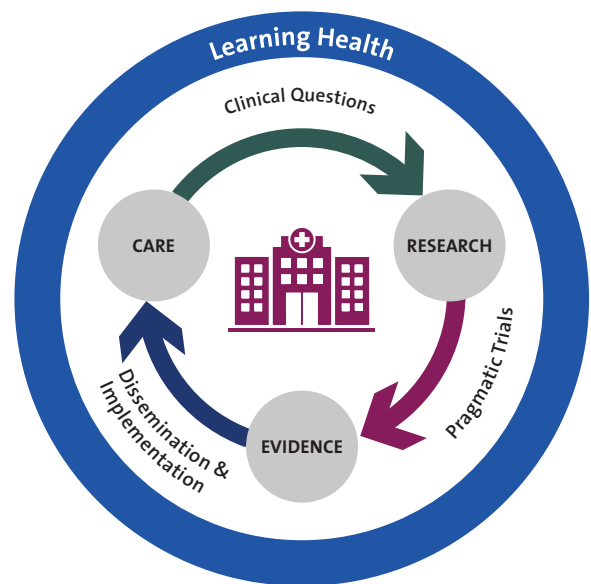 Learning Health
Clinical Questions
CARE
RESEARCH
Pragmatic Trials
EVIDENCE
Dissemination &
Implementation